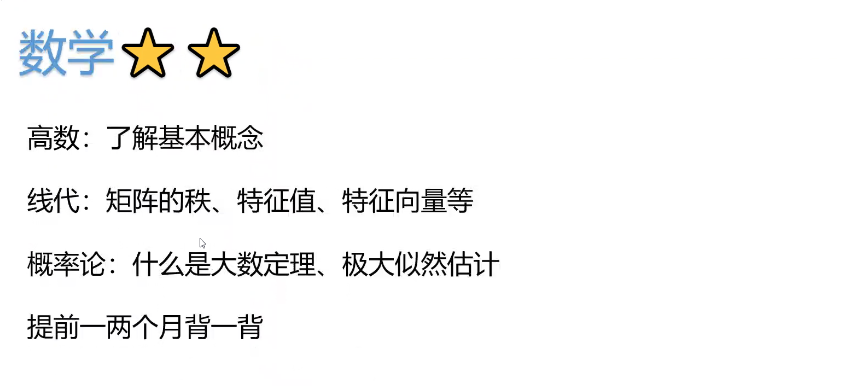 数学
高数：了解基本概念
线代：矩阵的秩、特征值、特征向量等
概率论：什么是大数定理、极大似然估计
提前一两个月背一背